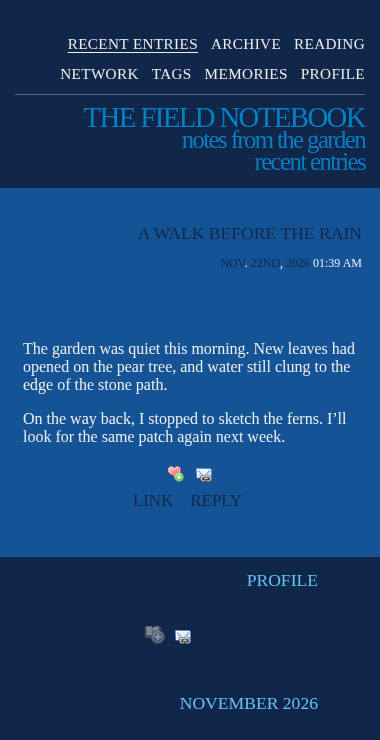 RECENT ENTRIES ARCHIVE READING
NETWORK TAGS MEMORIES PROFILE
THE FIELD NOTEBOOK
notes from the garden
recent entries
A WALK BEFORE THE RAIN
NOV. 22ND, 2026 01:39 AM
The garden was quiet this morning. New leaves had
opened on the pear tree, and water still clung to the
edge of the stone path.
On the way back, I stopped to sketch the ferns. I’ll
look for the same patch again next week.
LINK REPLY
PROFILE
NOVEMBER 2026